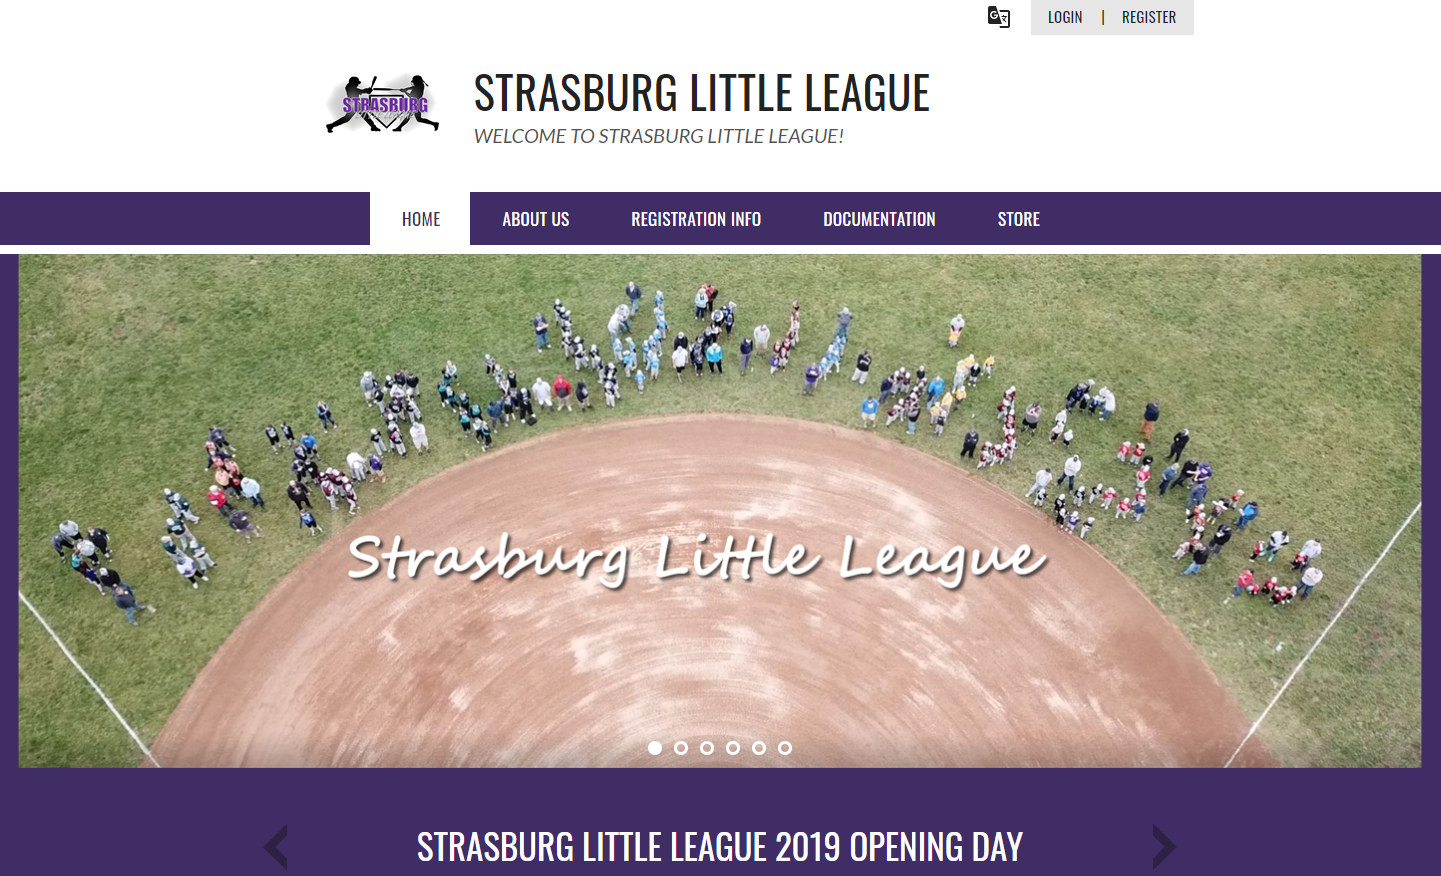 LOGIN | REGISTER
STRASBURG
STRASBURG LITTLE LEAGUE
WELCOME TO STRASBURG LITTLE LEAGUE!
HOME ABOUT US REGISTRATION INFO DOCUMENTATION STORE
Strasburg Little League
STRASBURG LITTLE LEAGUE 2019 OPENING DAY